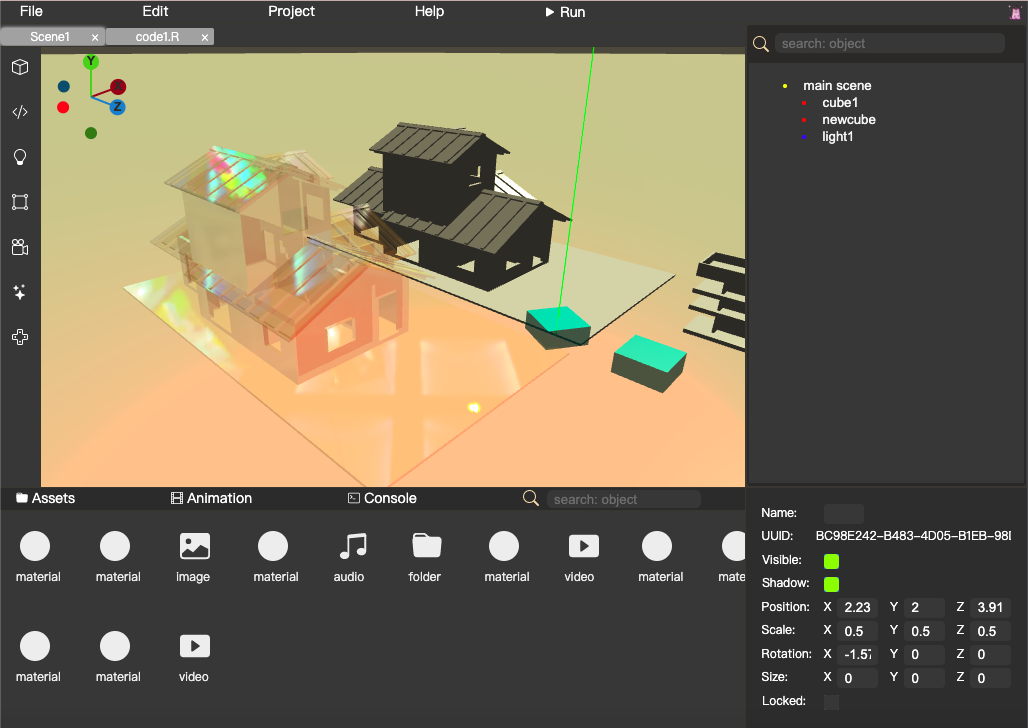 File Edit Project Help Run
Scene1 × code1.R ×
search: object
Y
X
Z
main scene
cube1
newcube
light1
Assets Animation Console search: object
material material image material audio folder material video material mate
material material video
Name:
UUID: BC98E242-B483-4D05-B1EB-98
Visible:
Shadow:
Position: X 2.23 Y 2 Z 3.91
Scale: X 0.5 Y 0.5 Z 0.5
Rotation: X -1.57 Y 0 Z 0
Size: X 0 Y 0 Z 0
Locked: